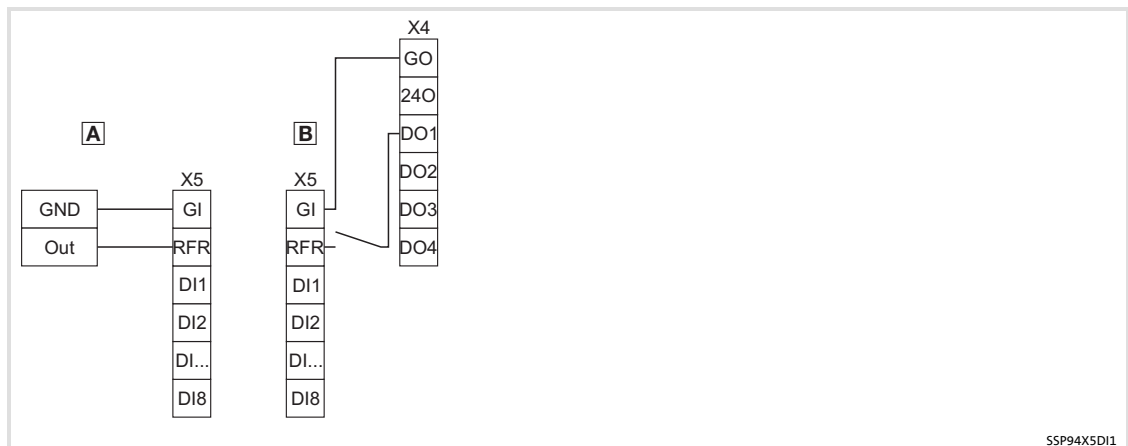 X4
GO
24O
DO1
DO2
DO3
DO4
A
X5
GND
GI
Out
RFR
DI1
DI2
DI...
DI8
B
X5
GI
RFR
DI1
DI2
DI...
DI8
SSP94X5DI1